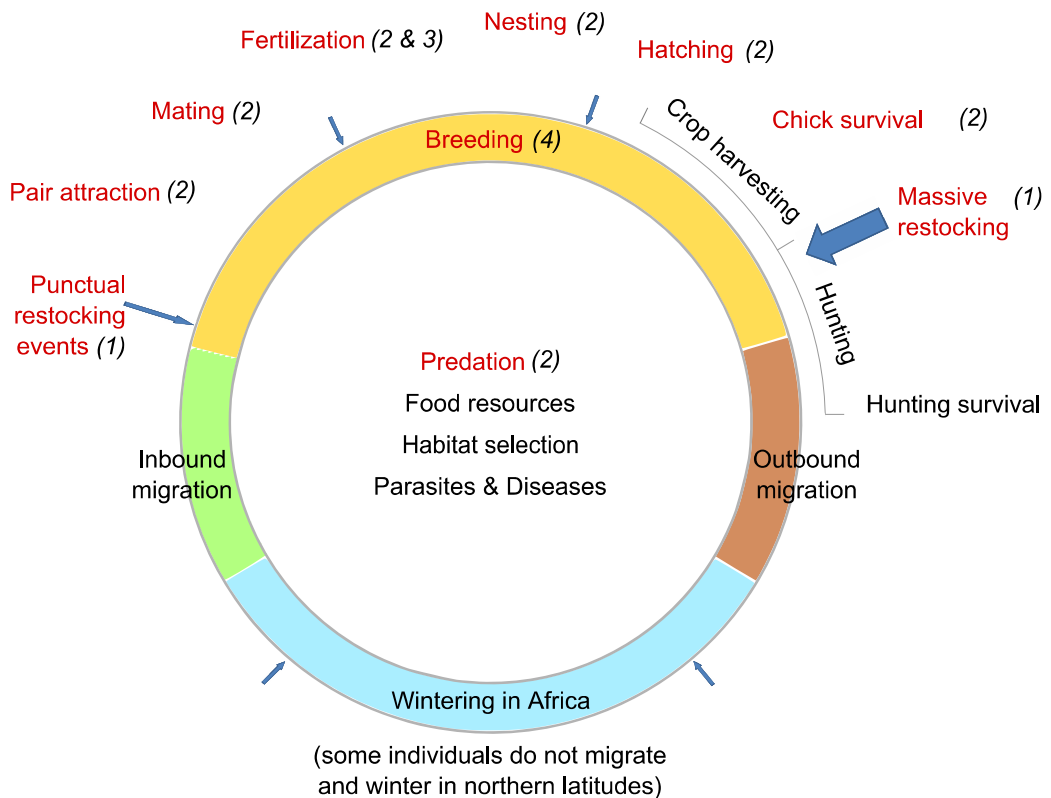 Nesting (2)
Fertilization (2 & 3)
Hatching (2)
Mating (2)
Breeding (4)
Crop harvesting
Chick survival (2)
Pair attraction (2)
Massive (1)
restocking
Punctual
restocking
events (1)
Hunting
Predation (2)
Food resources
Hunting survival
Habitat selection
Inbound
migration
Outbound
migration
Parasites & Diseases
Wintering in Africa
(some individuals do not migrate
and winter in northern latitudes)